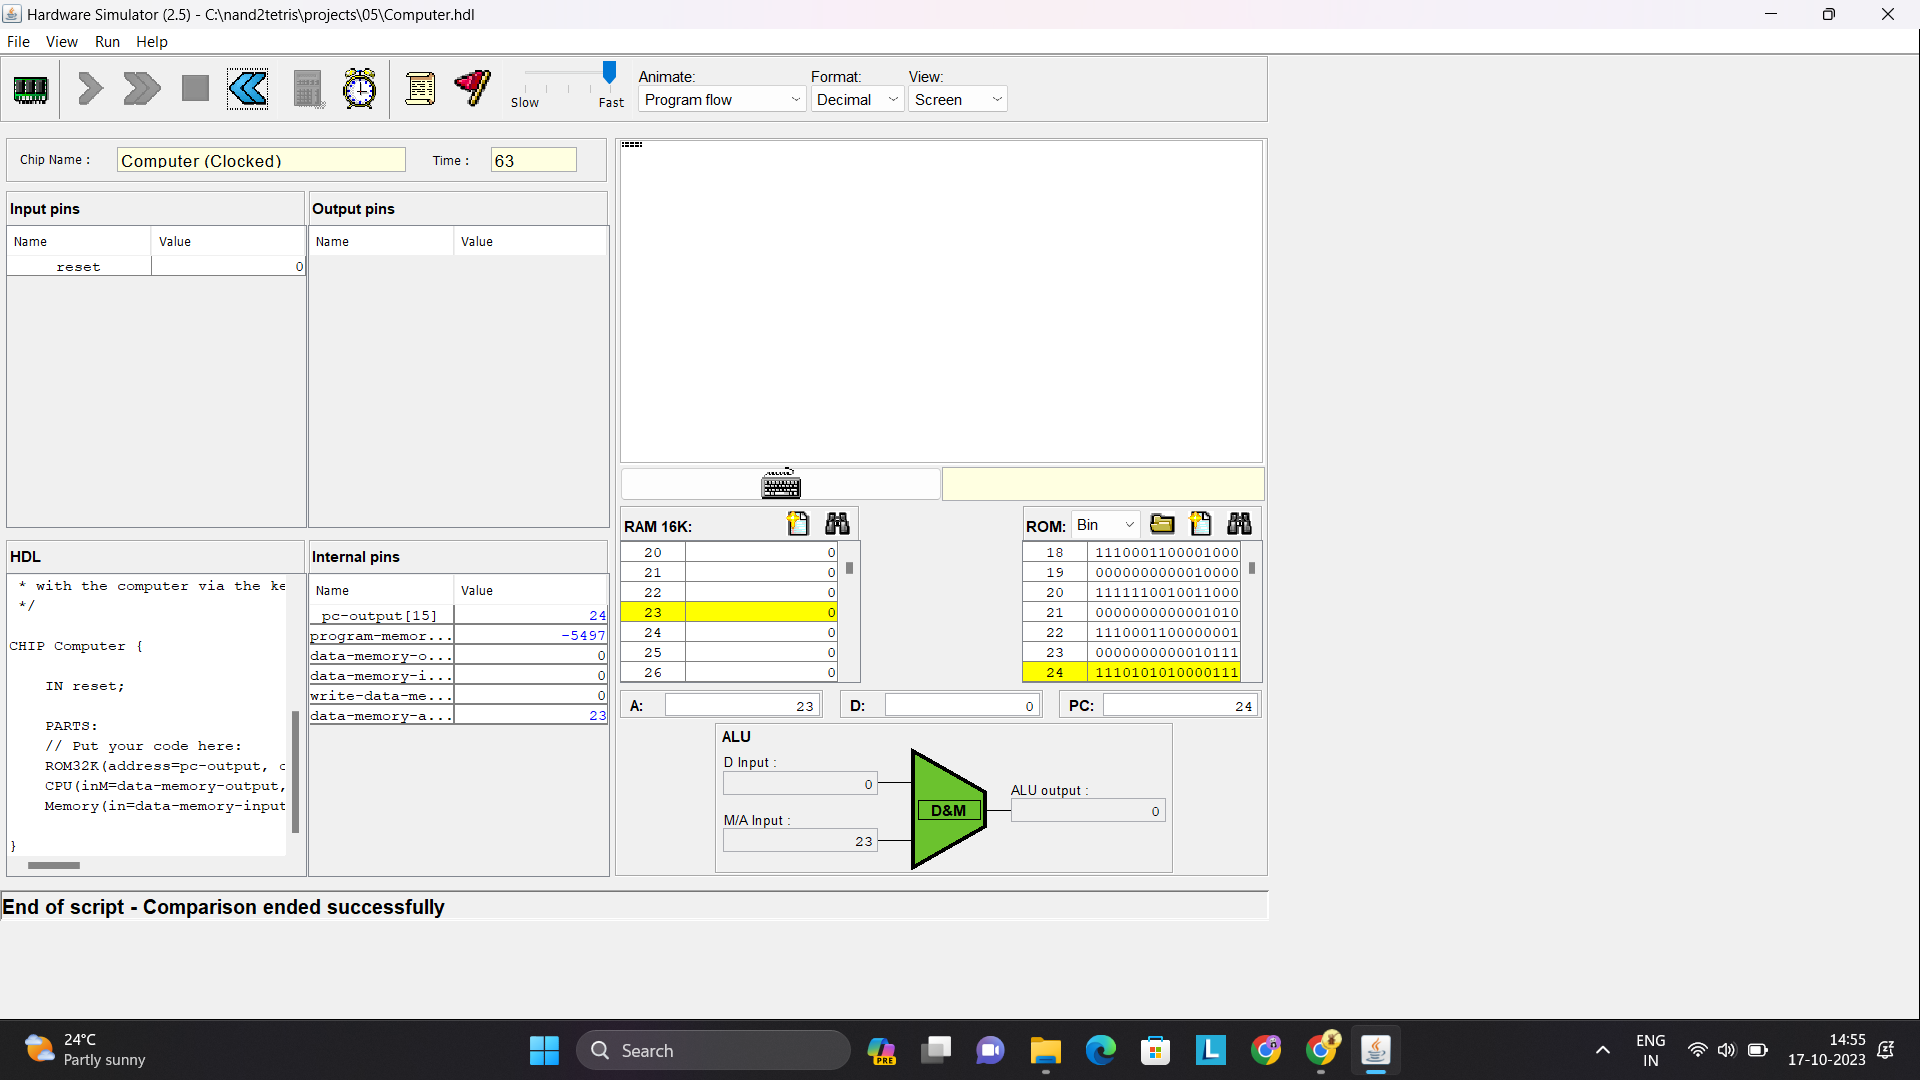 Hardware Simulator (2.5) - C:\nand2tetris\projects\05\Computer.hdl
File View Run Help
Slow Fast
Animate: Format: View:
Program flow Decimal Screen
Chip Name : Computer (Clocked) Time : 63
Input pins
Name Value
reset 0
Output pins
Name Value
HDL
* with the computer via the ke
*/
CHIP Computer {
IN reset;
PARTS:
// Put your code here:
ROM32K(address=pc-output, c
CPU(inM=data-memory-output,
Memory(in=data-memory-input
}
Internal pins
Name Value
pc-output[15] 24
program-memor... -5497
data-memory-o... 0
data-memory-i... 0
write-data-me... 0
data-memory-a... 23
RAM 16K:
20 0
21 0
22 0
23 0
24 0
25 0
26 0
ROM: Bin
18 1110001100001000
19 0000000000010000
20 1111110010011000
21 0000000000001010
22 1110001100000001
23 0000000000010111
24 1110101010000111
A: 23 D: 0 PC: 24
ALU
D Input :
0
M/A Input :
23
D&M
ALU output :
0
End of script - Comparison ended successfully
24°C
Partly sunny
Search
PRE
L
ENG
IN
14:55
17-10-2023